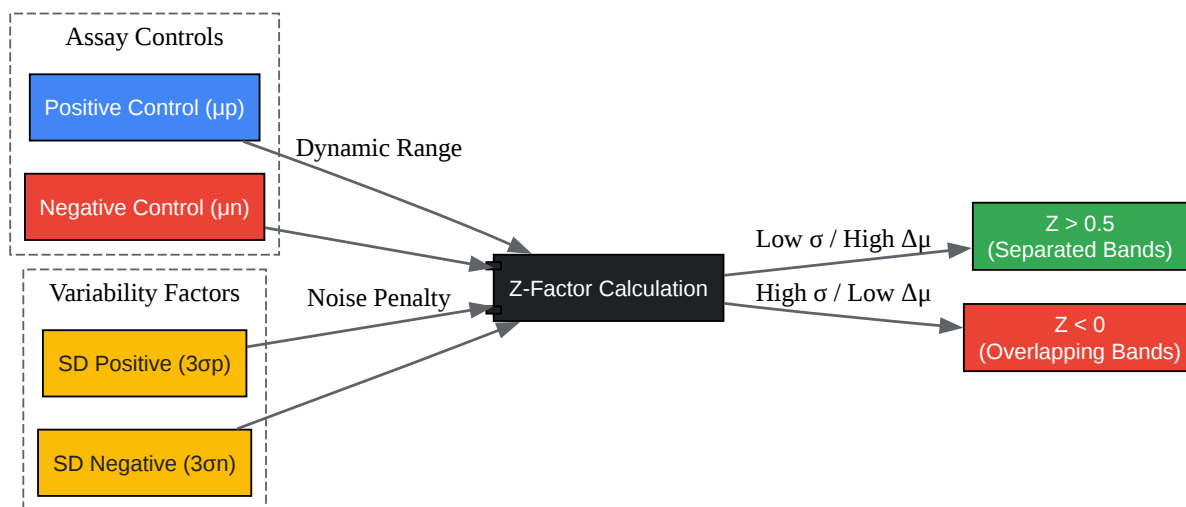 Assay Controls
Positive Control (μp)
Negative Control (μn)
Variability Factors
SD Positive (3σp)
SD Negative (3σn)
Dynamic Range
Noise Penalty
Z-Factor Calculation
Low σ / High Δμ
High σ / Low Δμ
Z > 0.5
(Separated Bands)
Z < 0
(Overlapping Bands)